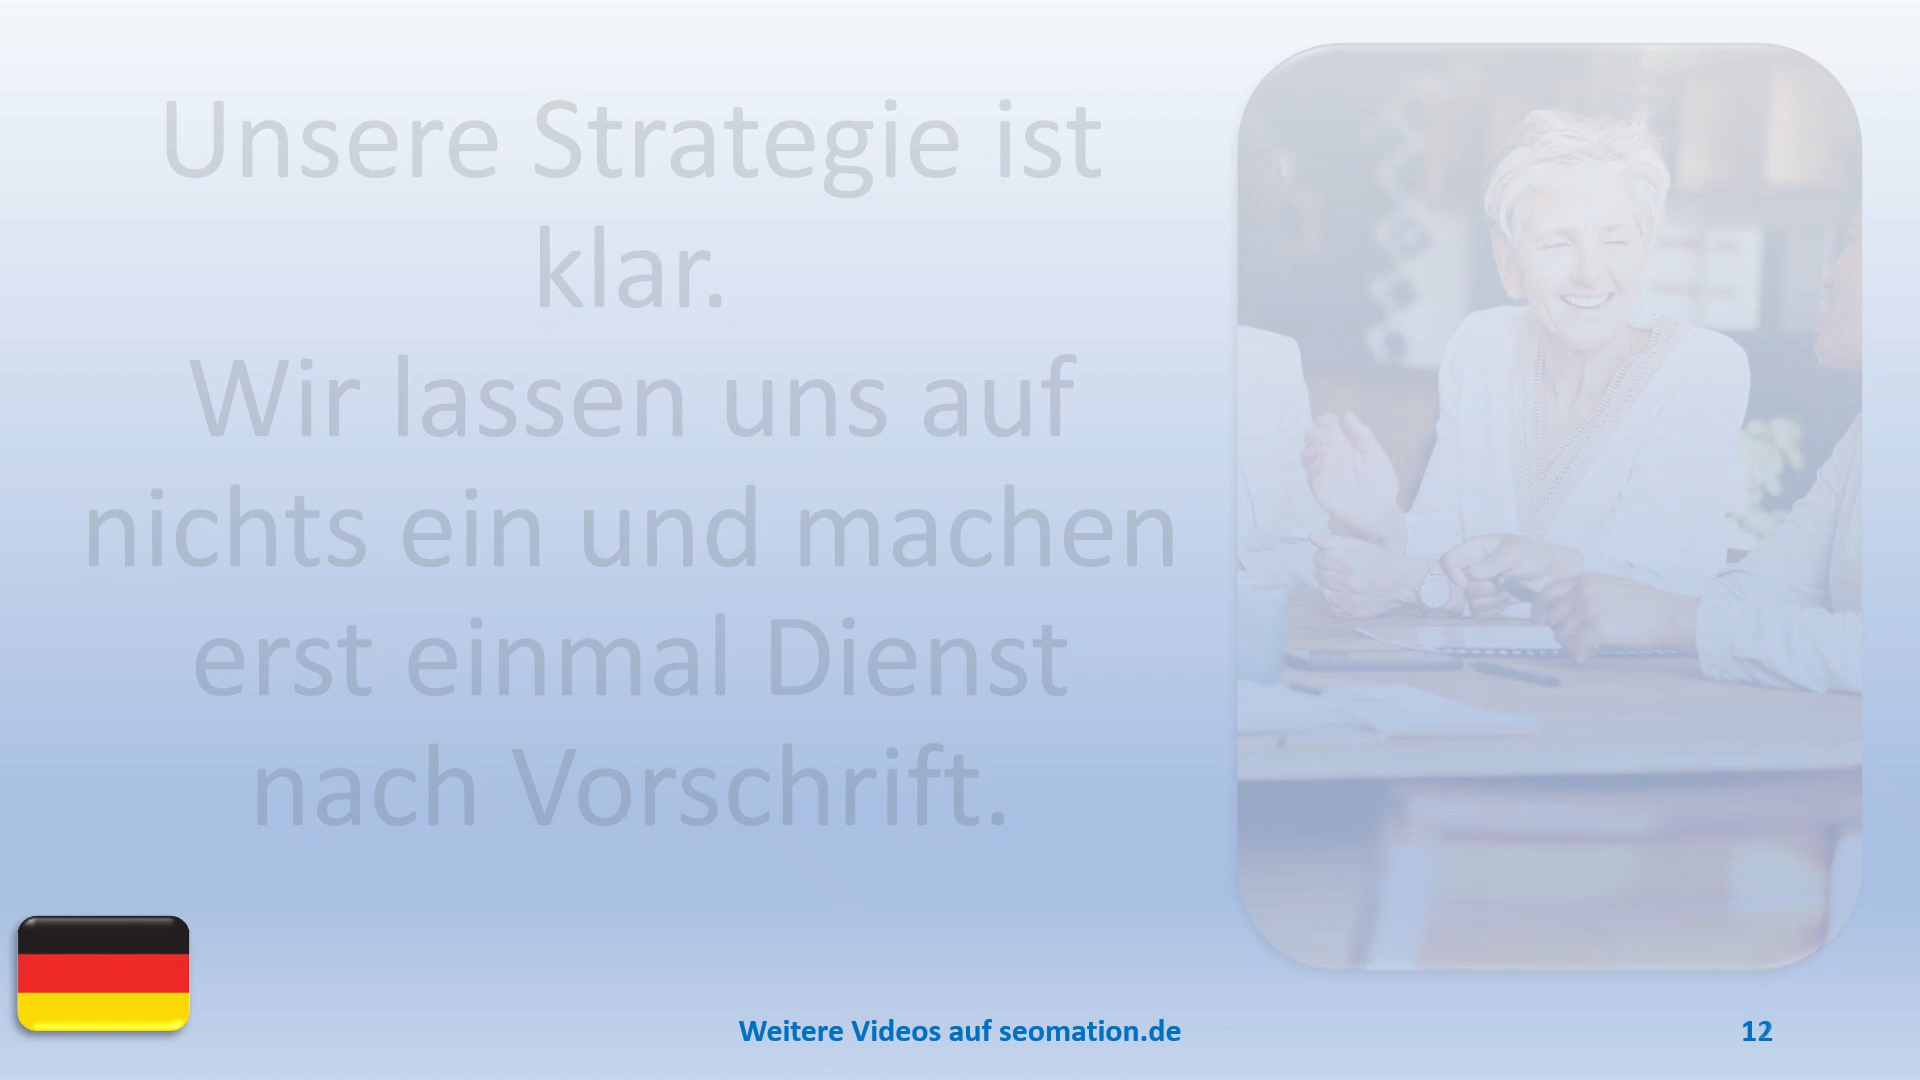 Unsere Strategie ist
klar.
Wir lassen uns auf
nichts ein und machen
erst einmal Dienst
nach Vorschrift.
Weitere Videos auf seomation.de
12